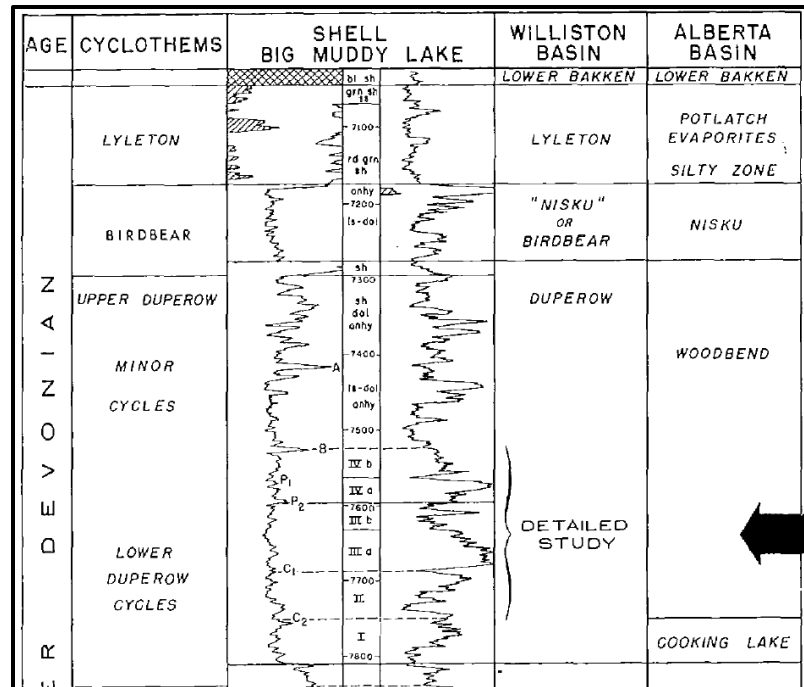 AGE
CYCLOTHEMS
SHELL
BIG MUDDY LAKE
WILLISTON
BASIN
ALBERTA
BASIN
bl sh
LOWER BAKKEN
LOWER BAKKEN
grn sh
ss
7100
LYLETON
rd grn
sh
LYLETON
POTLATCH
EVAPORITES
SILTY ZONE
anhy
7200
ls-dol
BIRDBEAR
"NISKU"
OR
BIRDBEAR
NISKU
sh
7300
UPPER DUPEROW
MINOR
CYCLES
sh
dol
anhy
7400
A
ls-dol
anhy
7500
B
DUPEROW
WOODBEND
IV b
P1
IV a
P2
7600
III b
III a
C1
7700
II
C2
I
7800
LOWER
DUPEROW
CYCLES
DETAILED
STUDY
COOKING LAKE
ER DEVONIAN